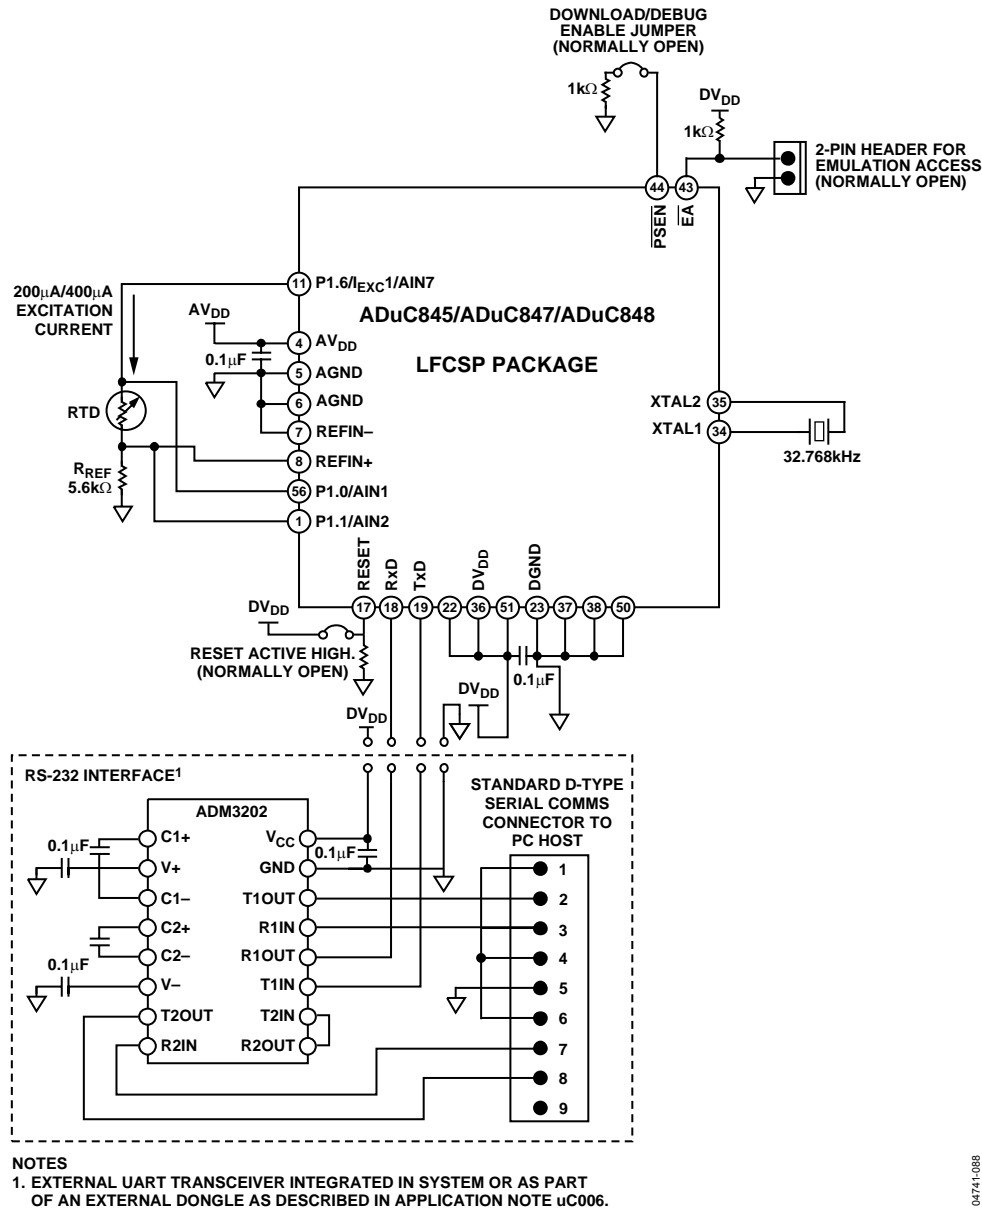 DOWNLOAD/DEBUG
ENABLE JUMPER
(NORMALLY OPEN)
1kΩ
DVDD
1kΩ
2-PIN HEADER FOR
EMULATION ACCESS
(NORMALLY OPEN)
44
43
PSEN
EA
200μA/400μA
EXCITATION
CURRENT
11 P1.6/IEXC1/AIN7
ADuC845/ADuC847/ADuC848
LFCSP PACKAGE
AVDD
4 AVDD
0.1μF
5 AGND
6 AGND
7 REFIN–
8 REFIN+
56 P1.0/AIN1
1 P1.1/AIN2
RTD
RREF
5.6kΩ
XTAL2 35
XTAL1 34
32.768kHz
RESET
RxD
TxD
DVDD
DGND
17 18 19 22 36 51 23 37 38 50
DVDD
RESET ACTIVE HIGH.
(NORMALLY OPEN)
0.1μF
DVDD
DVDD
RS-232 INTERFACE1
STANDARD D-TYPE
SERIAL COMMS
CONNECTOR TO
PC HOST
ADM3202
0.1μF
C1+
V+
C1–
C2+
C2–
0.1μF
V–
T2OUT
R2IN
VCC
0.1μF
GND
T1OUT
R1IN
R1OUT
T1IN
T2IN
R2OUT
1
2
3
4
5
6
7
8
9
NOTES
1. EXTERNAL UART TRANSCEIVER INTEGRATED IN SYSTEM OR AS PART
OF AN EXTERNAL DONGLE AS DESCRIBED IN APPLICATION NOTE uC006.
04741-088